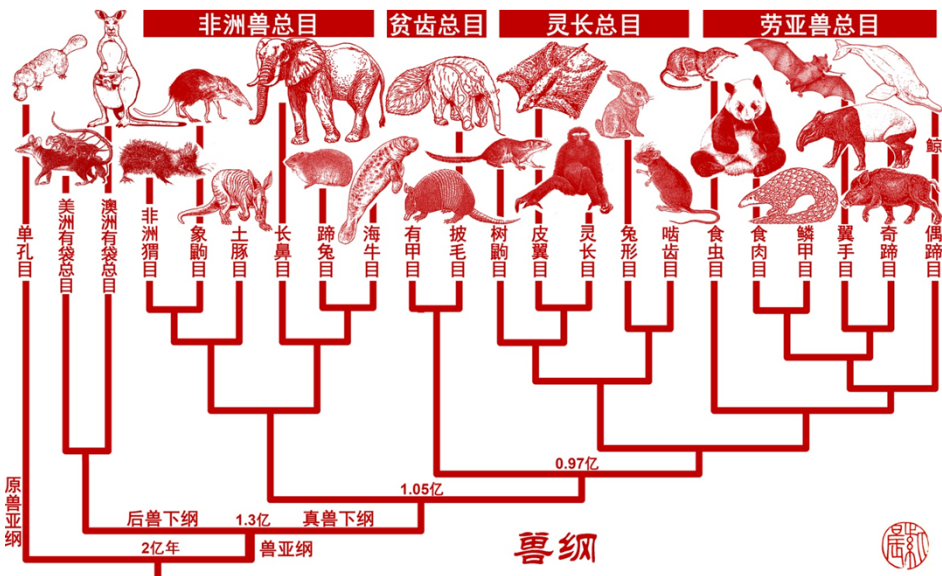 非洲兽总目
贫齿总目
灵长总目
劳亚兽总目
单孔目
美洲有袋总目
澳洲有袋总目
非洲猬目
象鼩目
土豚目
长鼻目
蹄兔目
海牛目
有甲目
披毛目
树鼩目
皮翼目
灵长目
兔形目
啮齿目
食虫目
食肉目
鳞甲目
翼手目
奇蹄目
鲸
偶蹄目
0.97亿
1.05亿
原兽亚纲
后兽下纲
1.3亿
真兽下纲
2亿年
兽亚纲
兽纲